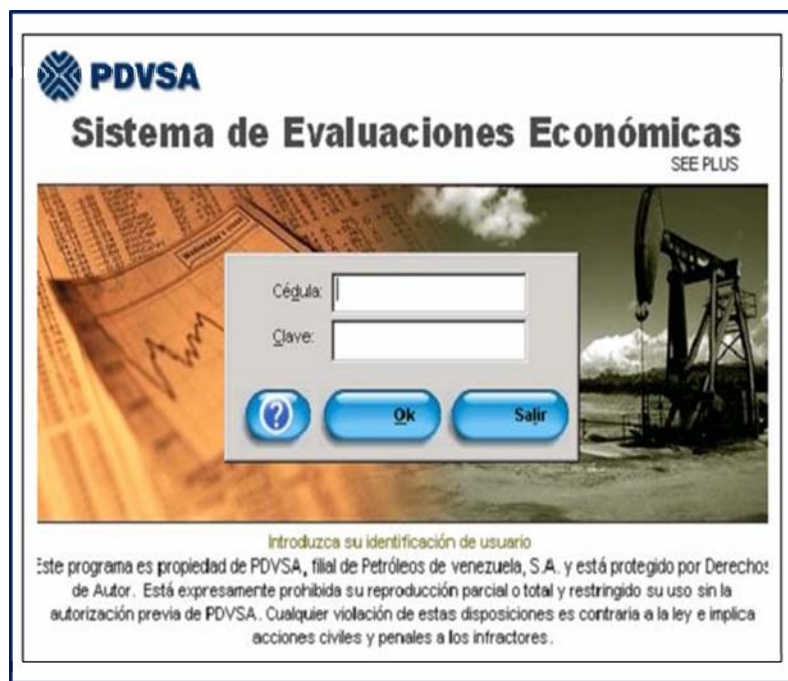 PDVSA
Sistema de Evaluaciones Económicas
SEE PLUS
Cédula:
Clave:
?
Ok
Salir
Introduzca su identificación de usuario
Este programa es propiedad de PDVSA, filial de Petróleos de venezuela, S.A. y está protegido por Derechos
de Autor. Está expresamente prohibida su reproducción parcial o total y restringido su uso sin la
autorización previa de PDVSA. Cualquier violación de estas disposiciones es contraria a la ley e implica
acciones civiles y penales a los infractores.